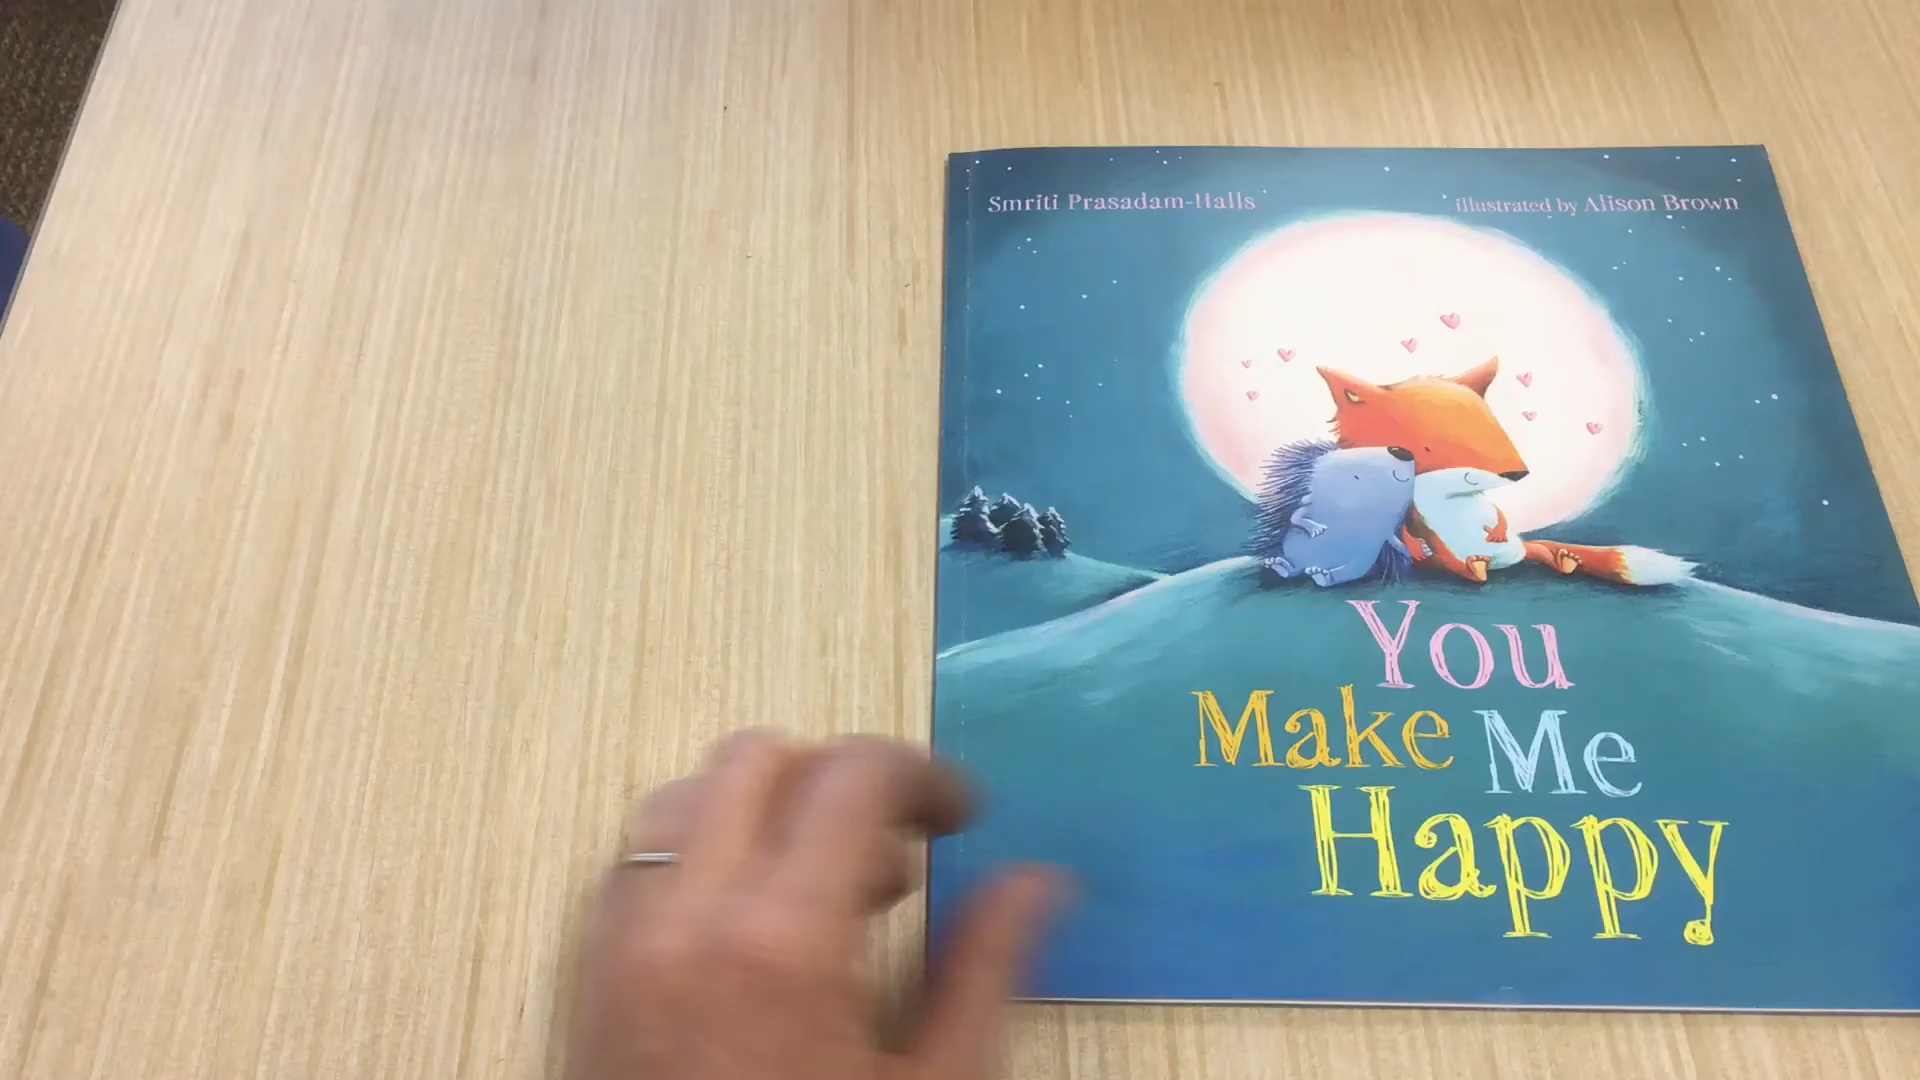 Smriti Prasadam-Halls
illustrated by Alison Brown
You
Make Me
Happy